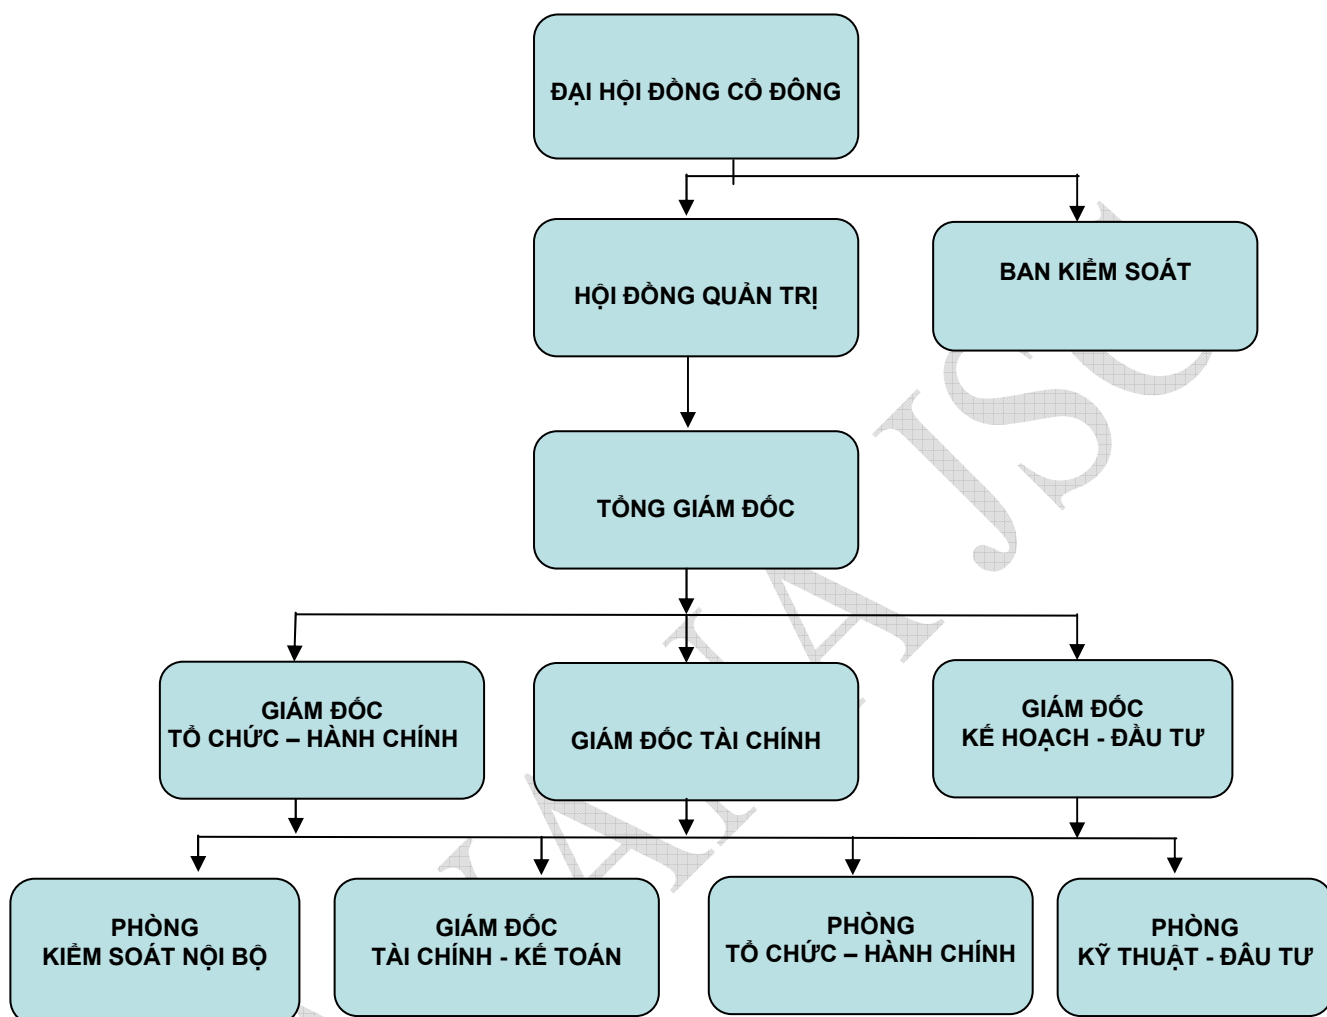 ĐẠI HỘI ĐỒNG CỔ ĐÔNG
HỘI ĐỒNG QUẢN TRỊ
BAN KIỂM SOÁT
TỔNG GIÁM ĐỐC
GIÁM ĐỐC
TỔ CHỨC – HÀNH CHÍNH
GIÁM ĐỐC TÀI CHÍNH
GIÁM ĐỐC
KẾ HOẠCH - ĐẦU TƯ
PHÒNG
KIỂM SOÁT NỘI BỘ
GIÁM ĐỐC
TÀI CHÍNH - KẾ TOÁN
PHÒNG
TỔ CHỨC – HÀNH CHÍNH
PHÒNG
KỸ THUẬT - ĐẦU TƯ
JSC